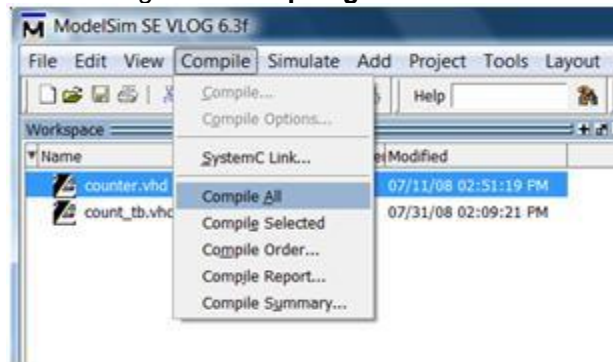 ModelSim SE VLOG 6.3f
File Edit View Compile Simulate Add Project Tools Layout
Compile... Help
Compile Options...
Workspace
Name Modified
SystemC Link...
counter.vhd 07/11/08 02:51:19 PM
Compile All
count_tb.vhd 07/31/08 02:09:21 PM
Compile Selected
Compile Order...
Compile Report...
Compile Summary...